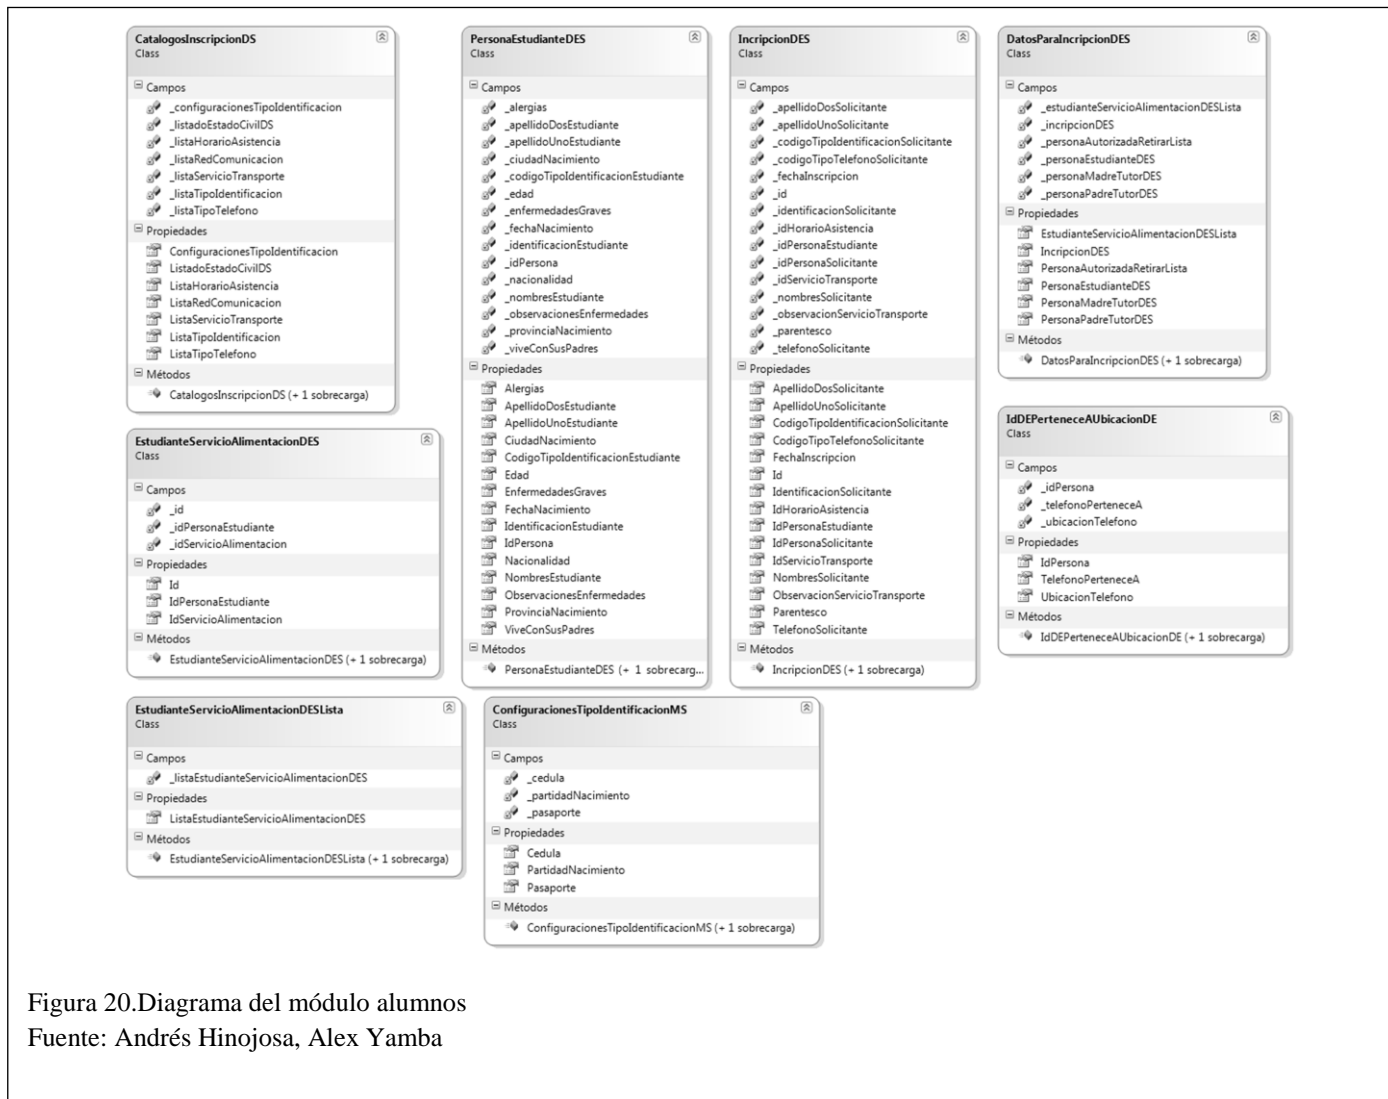 CatalogosInscripcionDS
Class
Campos
_configuracionesTipoIdentificacion
_listadoEstadoCivilDS
_listaHorarioAsistencia
_listaRedComunicacion
_listaServicioTransporte
_listaTipoIdentificacion
_listaTipoTelefono
Propiedades
ConfiguracionesTipoIdentificacion
ListadoEstadoCivilDS
ListaHorarioAsistencia
ListaRedComunicacion
ListaServicioTransporte
ListaTipoIdentificacion
ListaTipoTelefono
Métodos
CatalogosInscripcionDS (+ 1 sobrecarga)
PersonaEstudianteDES
Class
Campos
_alergias
_apellidoDosEstudiante
_apellidoUnoEstudiante
_ciudadNacimiento
_codigoTipoIdentificacionEstudiante
_edad
_enfermedadesGraves
_fechaNacimiento
_identificacionEstudiante
_idPersona
_nacionalidad
_nombresEstudiante
_observacionesEnfermedades
_provinciaNacimiento
_viveConSusPadres
Propiedades
Alergias
ApellidoDosEstudiante
ApellidoUnoEstudiante
CiudadNacimiento
CodigoTipoIdentificacionEstudiante
Edad
EnfermedadesGraves
FechaNacimiento
IdentificacionEstudiante
IdPersona
Nacionalidad
NombresEstudiante
ObservacionesEnfermedades
ProvinciaNacimiento
ViveConSusPadres
Métodos
PersonaEstudianteDES (+ 1 sobrecarg...
IncripcionDES
Class
Campos
_apellidoDosSolicitante
_apellidoUnoSolicitante
_codigoTipoIdentificacionSolicitante
_codigoTipoTelefonoSolicitante
_fechaInscripcion
_id
_identificacionSolicitante
_idHorarioAsistencia
_idPersonaEstudiante
_idPersonaSolicitante
_idServicioTransporte
_nombresSolicitante
_observacionServicioTransporte
_parentesco
_telefonoSolicitante
Propiedades
ApellidoDosSolicitante
ApellidoUnoSolicitante
CodigoTipoIdentificacionSolicitante
CodigoTipoTelefonoSolicitante
FechaInscripcion
Id
IdentificacionSolicitante
IdHorarioAsistencia
IdPersonaEstudiante
IdPersonaSolicitante
IdServicioTransporte
NombresSolicitante
ObservacionServicioTransporte
Parentesco
TelefonoSolicitante
Métodos
IncripcionDES (+ 1 sobrecarga)
DatosParaIncripcionDES
Class
Campos
_estudianteServicioAlimentacionDESLista
_incripcionDES
_personaAutorizadaRetirarLista
_personaEstudianteDES
_personaMadreTutorDES
_personaPadreTutorDES
Propiedades
EstudianteServicioAlimentacionDESLista
IncripcionDES
PersonaAutorizadaRetirarLista
PersonaEstudianteDES
PersonaMadreTutorDES
PersonaPadreTutorDES
Métodos
DatosParaIncripcionDES (+ 1 sobrecarga)
EstudianteServicioAlimentacionDES
Class
Campos
_id
_idPersonaEstudiante
_idServicioAlimentacion
Propiedades
Id
IdPersonaEstudiante
IdServicioAlimentacion
Métodos
EstudianteServicioAlimentacionDES (+ 1 sobrecarga)
IdDEPerteneceAUbicacionDE
Class
Campos
_idPersona
_telefonoPerteneceA
_ubicacionTelefono
Propiedades
IdPersona
TelefonoPerteneceA
UbicacionTelefono
Métodos
IdDEPerteneceAUbicacionDE (+ 1 sobrecarga)
EstudianteServicioAlimentacionDESLista
Class
Campos
_listaEstudianteServicioAlimentacionDES
Propiedades
ListaEstudianteServicioAlimentacionDES
Métodos
EstudianteServicioAlimentacionDESLista (+ 1 sobrecarga)
ConfiguracionesTipoIdentificacionMS
Class
Campos
_cedula
_partidadNacimiento
_pasaporte
Propiedades
Cedula
PartidadNacimiento
Pasaporte
Métodos
ConfiguracionesTipoIdentificacionMS (+ 1 sobrecarga)
Figura 20.Diagrama del módulo alumnos
Fuente: Andrés Hinojosa, Alex Yamba